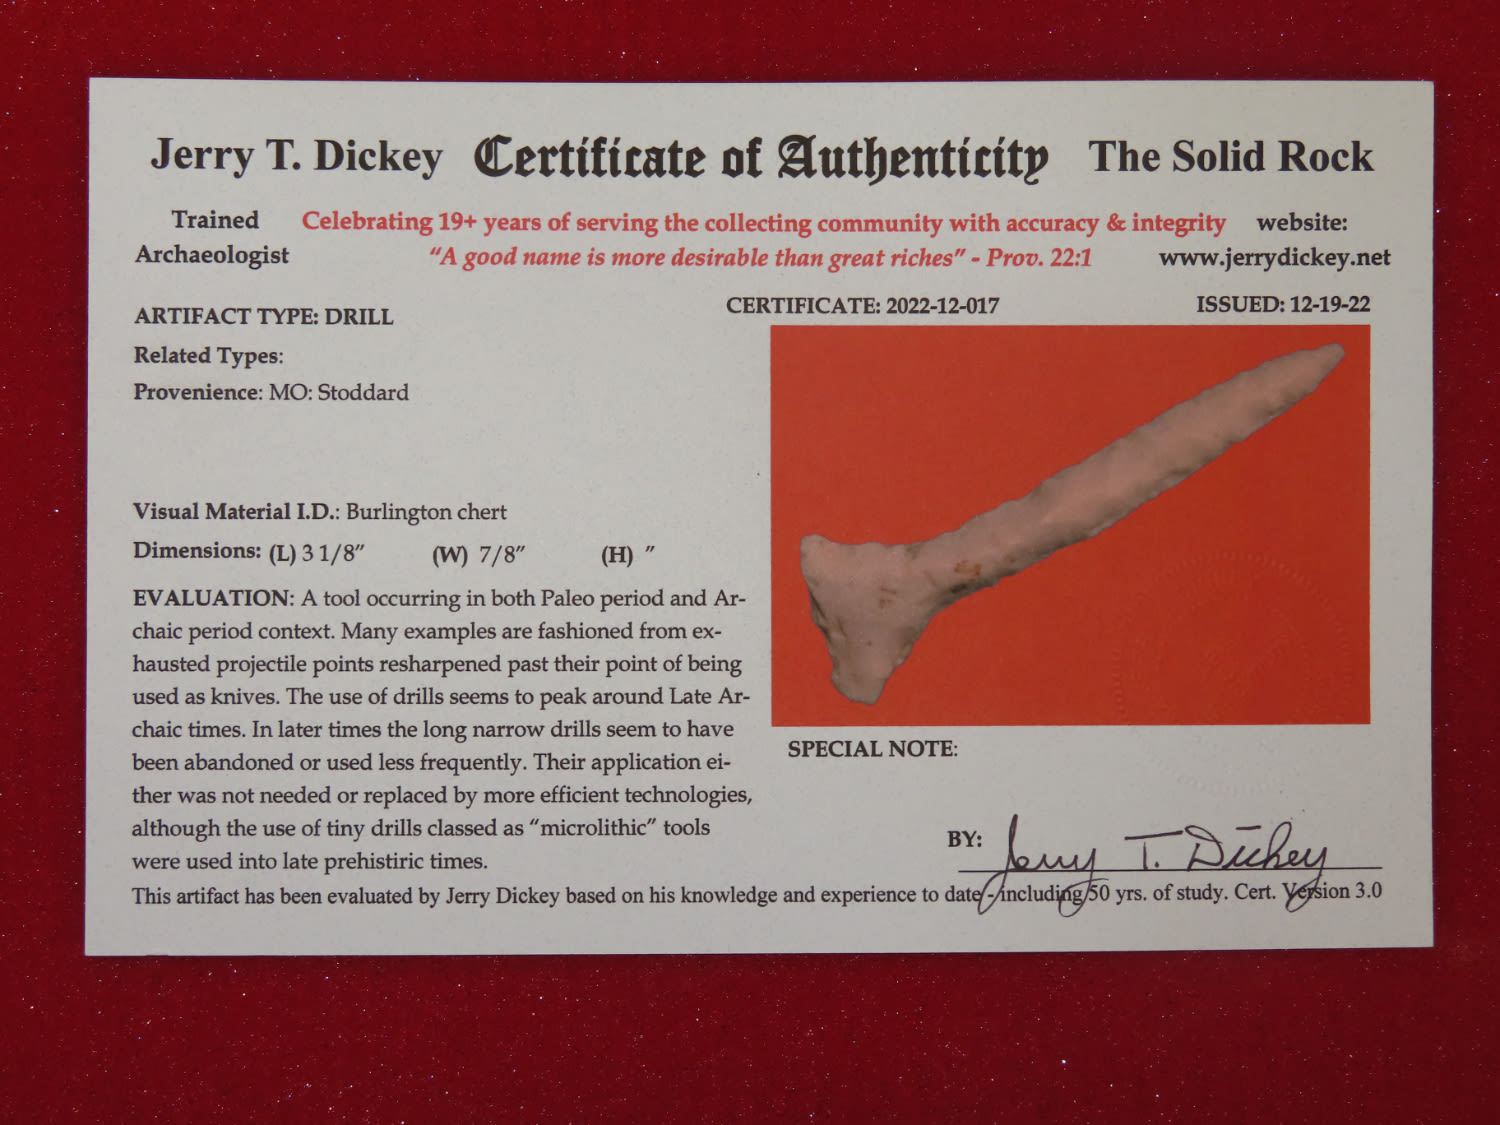 Jerry T. Dickey Certificate of Authenticity The Solid Rock
Trained Archaeologist
Celebrating 19+ years of serving the collecting community with accuracy & integrity
"A good name is more desirable than great riches" - Prov. 22:1
website:
www.jerrydickey.net
ARTIFACT TYPE: DRILL
Related Types:
Provenience: MO: Stoddard
CERTIFICATE: 2022-12-017 ISSUED: 12-19-22
Visual Material I.D.: Burlington chert
Dimensions: (L) 3 1/8" (W) 7/8" (H) "
EVALUATION: A tool occurring in both Paleo period and Ar-
chaic period context. Many examples are fashioned from ex-
hausted projectile points resharpened past their point of being
used as knives. The use of drills seems to peak around Late Ar-
chaic times. In later times the long narrow drills seem to have
been abandoned or used less frequently. Their application ei-
ther was not needed or replaced by more efficient technologies,
although the use of tiny drills classed as "microlithic" tools
were used into late prehistiric times.
SPECIAL NOTE:
BY: Jerry T. Dickey
This artifact has been evaluated by Jerry Dickey based on his knowledge and experience to date - including 50 yrs. of study. Cert. Version 3.0